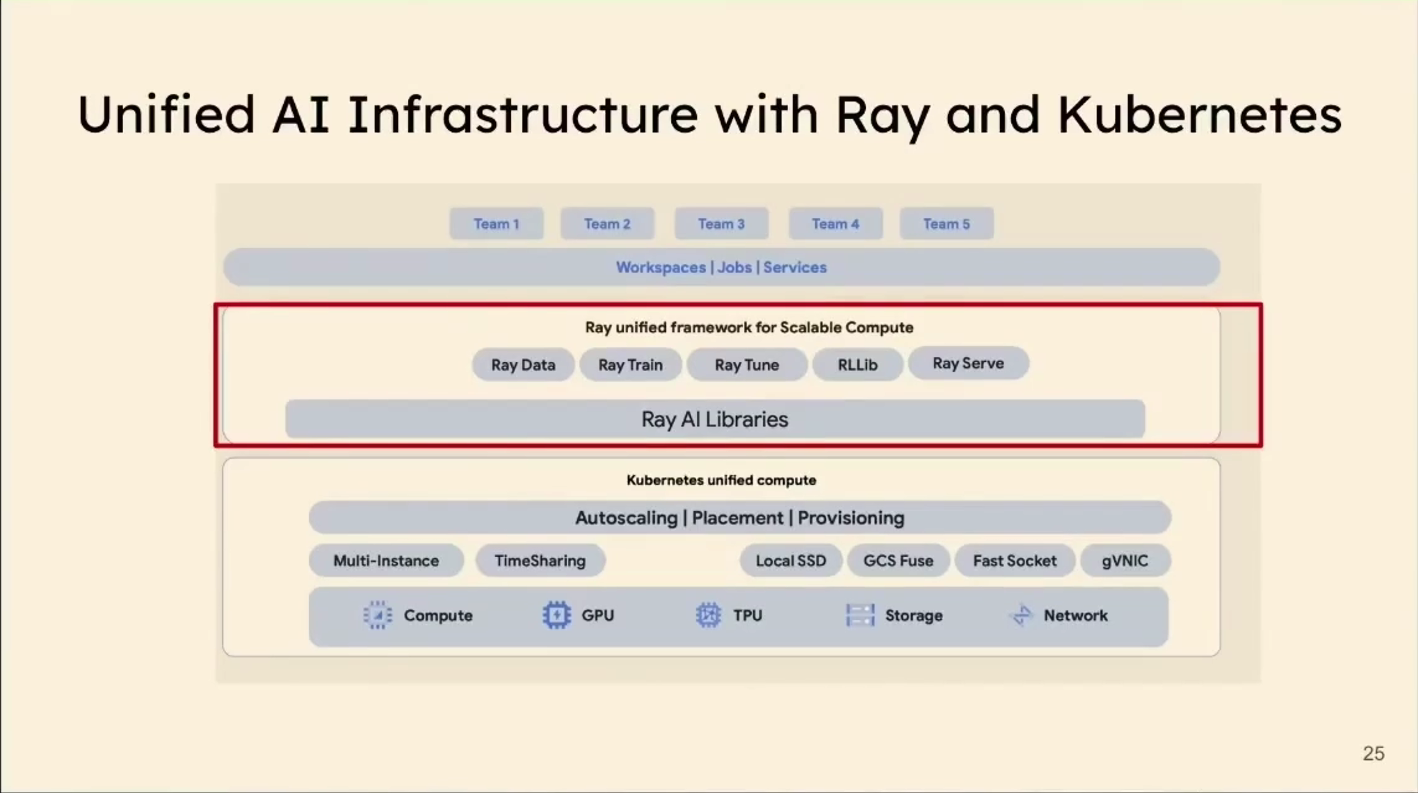 Unified AI Infrastructure with Ray and Kubernetes
Team 1 Team 2 Team 3 Team 4 Team 5
Workspaces | Jobs | Services
Ray unified framework for Scalable Compute
Ray Data Ray Train Ray Tune RLLib Ray Serve
Ray AI Libraries
Kubernetes unified compute
Autoscaling | Placement | Provisioning
Multi-Instance TimeSharing Local SSD GCS Fuse Fast Socket gVNIC
Compute GPU TPU Storage Network
25